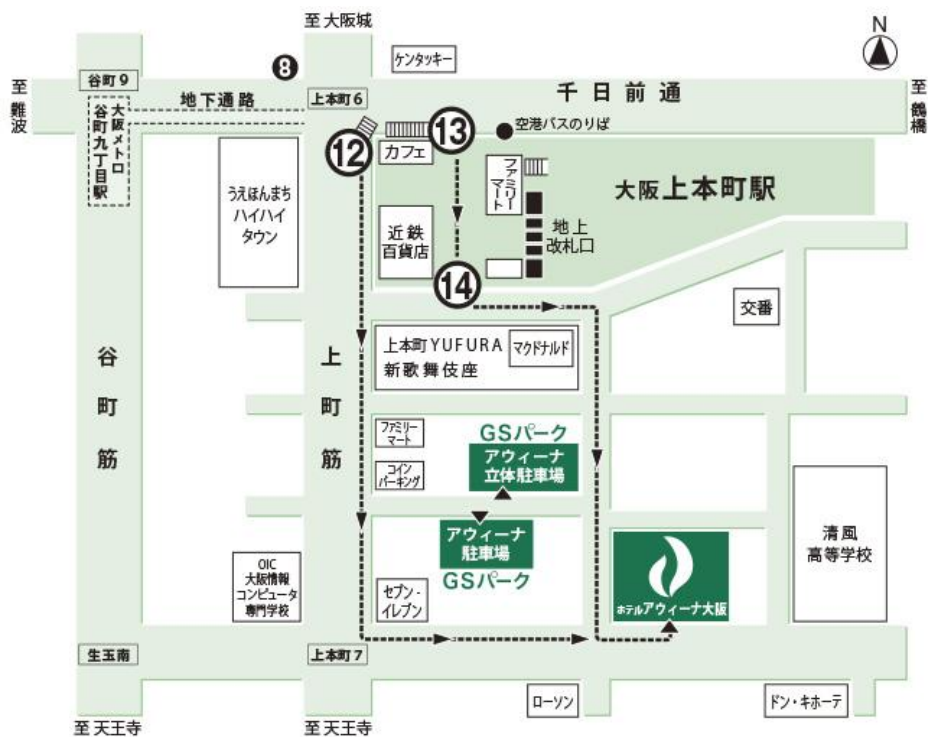 至 大阪城
N
ケンタッキー
❽
谷町9
至
難
波
地下通路
上本町6
千日前通
至
鶴
橋
大阪メトロ
谷町九丁目駅
⑫
⑬
カフェ
空港バスのりば
ファミリー
マート
大阪 上本町駅
うえほんまち
ハイハイ
タウン
近鉄
百貨店
地上
改札口
⑭
交番
谷町筋
上町筋
上本町YUFURA
新歌舞伎座
マクドナルド
ファミリー
マート
コイン
パーキング
GSパーク
アウィーナ
立体駐車場
アウィーナ
駐車場
GSパーク
清風
高等学校
OIC
大阪情報
コンピュータ
専門学校
セブン-
イレブン
ホテルアウィーナ大阪
生玉南
上本町7
ローソン
ドン・キホーテ
至 天王寺
至 天王寺